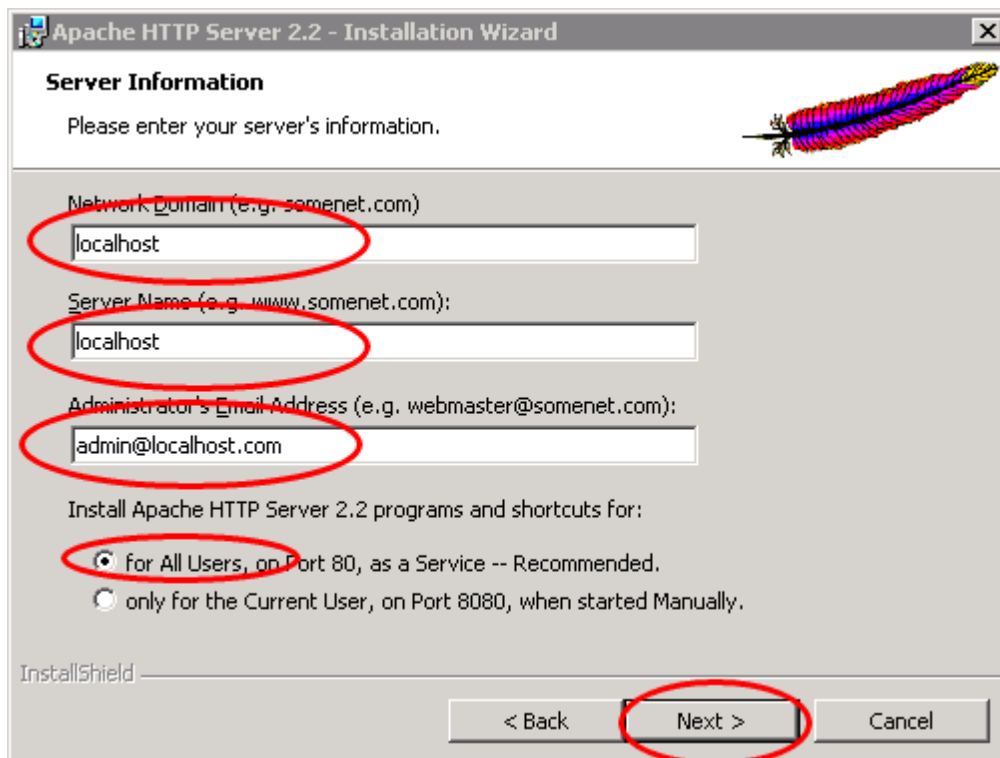 Apache HTTP Server 2.2 - Installation Wizard
Server Information
Please enter your server's information.
Network Domain (e.g. somenet.com)
localhost
Server Name (e.g. www.somenet.com):
localhost
Administrator's Email Address (e.g. webmaster@somenet.com):
admin@localhost.com
Install Apache HTTP Server 2.2 programs and shortcuts for:
for All Users, on Port 80, as a Service -- Recommended.
only for the Current User, on Port 8080, when started Manually.
InstallShield
< Back Next > Cancel